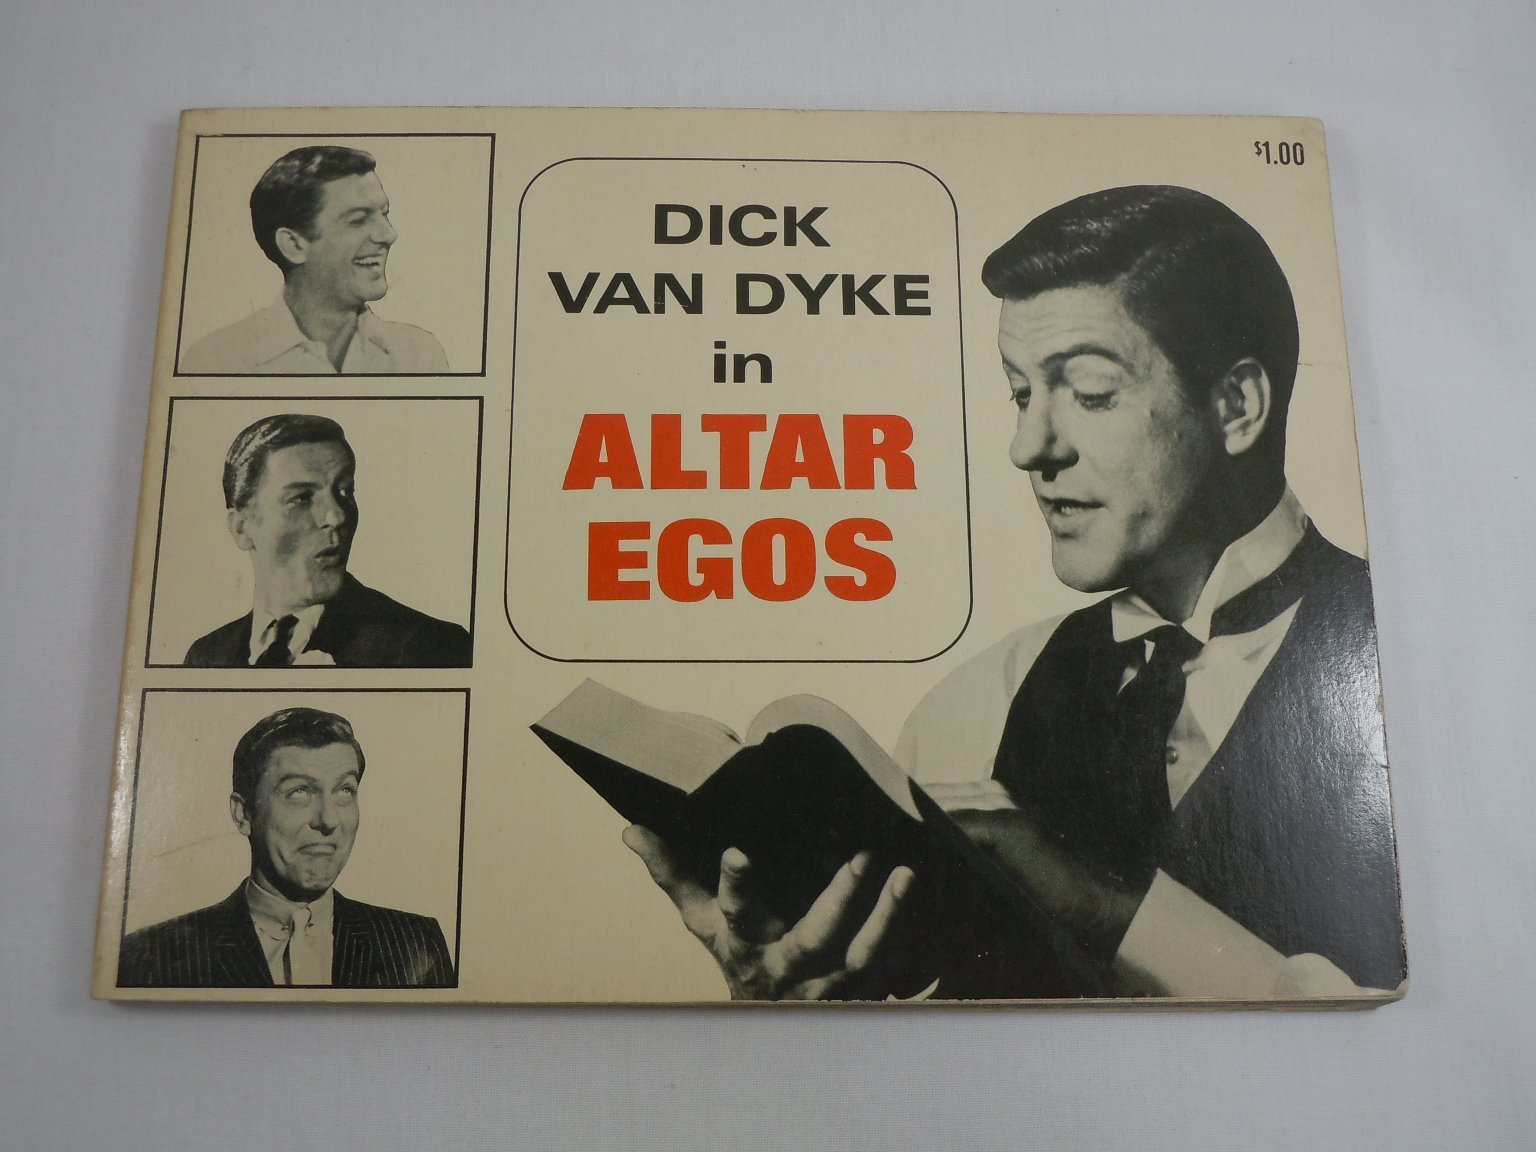 $1.00
DICK
VAN DYKE
in
ALTAR
EGOS